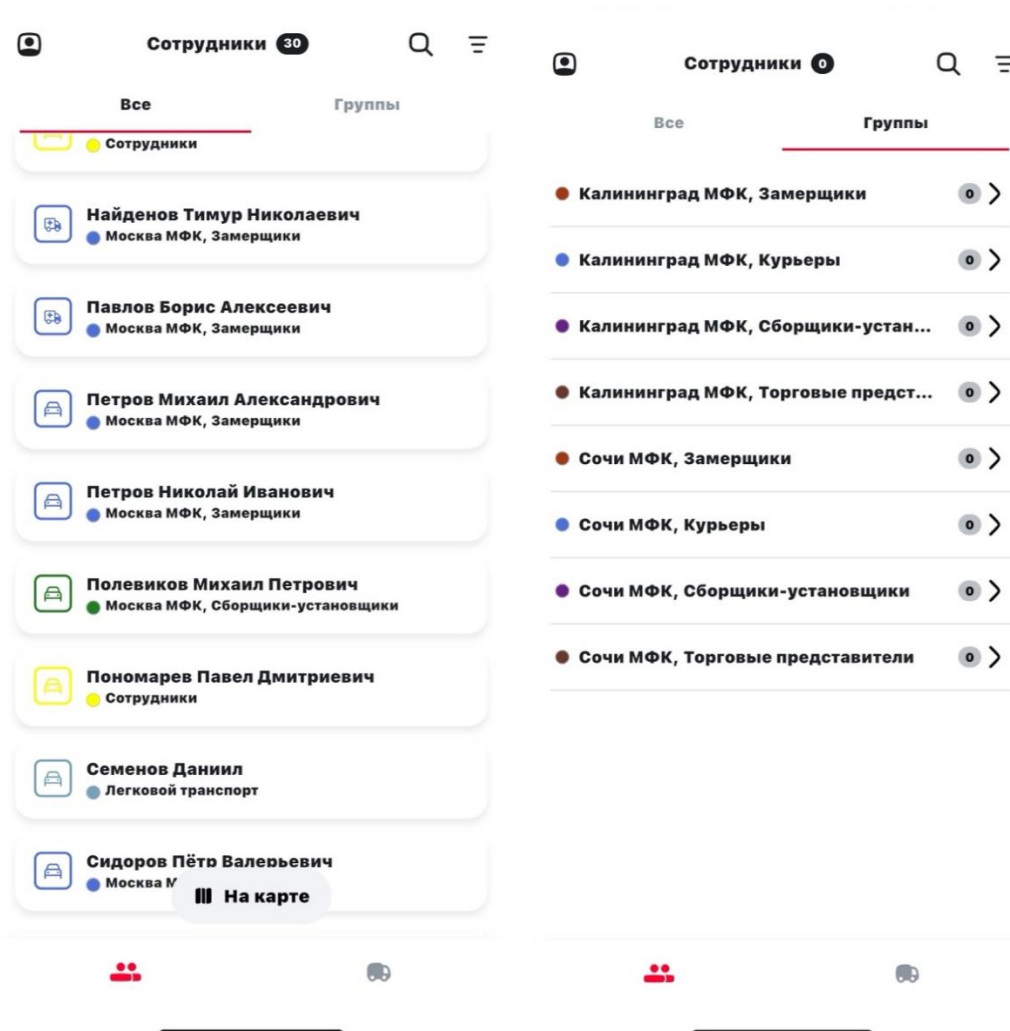 Сотрудники 30
Все Группы
Сотрудники
Найденов Тимур Николаевич
Москва МФК, Замерщики
Павлов Борис Алексеевич
Москва МФК, Замерщики
Петров Михаил Александрович
Москва МФК, Замерщики
Петров Николай Иванович
Москва МФК, Замерщики
Полевиков Михаил Петрович
Москва МФК, Сборщики-установщики
Пономарев Павел Дмитриевич
Сотрудники
Семенов Даниил
Легковой транспорт
Сидоров Пётр Валерьевич
Москва М
На карте
Сотрудники 0
Все Группы
Калининград МФК, Замерщики 0
Калининград МФК, Курьеры 0
Калининград МФК, Сборщики-устан... 0
Калининград МФК, Торговые предст... 0
Сочи МФК, Замерщики 0
Сочи МФК, Курьеры 0
Сочи МФК, Сборщики-установщики 0
Сочи МФК, Торговые представители 0